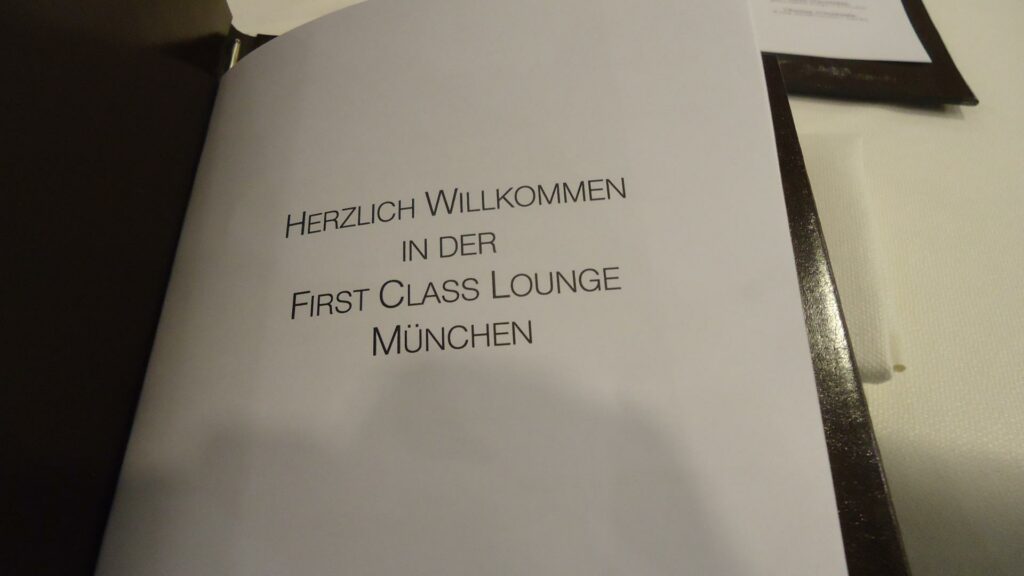 HERZLICH WILLKOMMEN
IN DER
FIRST CLASS LOUNGE
MÜNCHEN